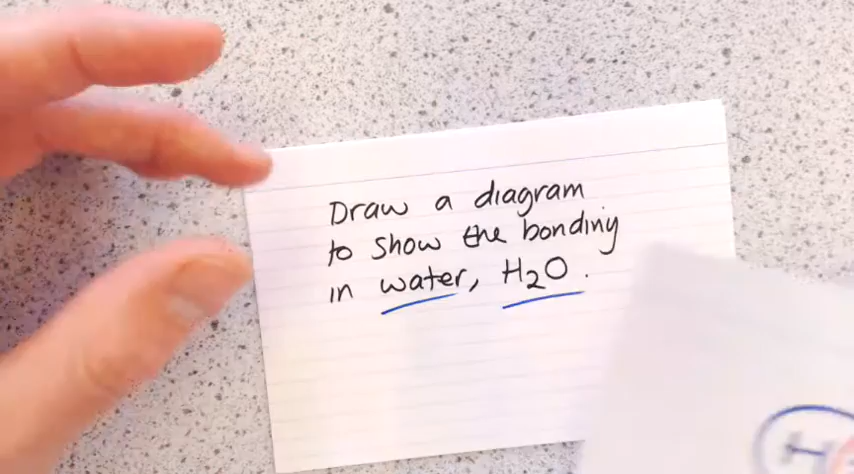 Draw a diagram
to show the bonding
in water, H₂O.
H